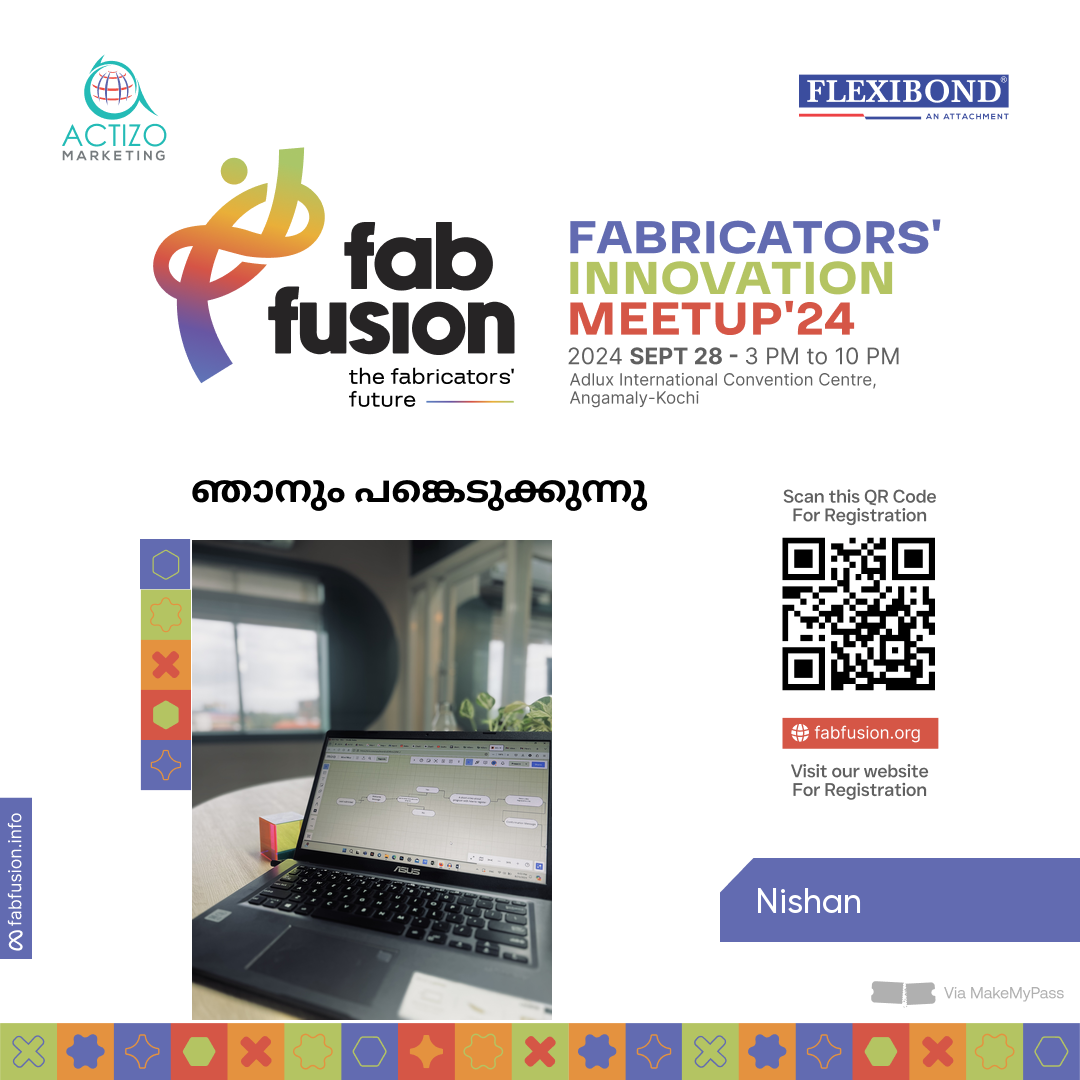 ACTIZO
MARKETING
FLEXIBOND®
AN ATTACHMENT
fab
fusion
the fabricators'
future
FABRICATORS'
INNOVATION
MEETUP'24
2024 SEPT 28 - 3 PM to 10 PM
Adlux International Convention Centre,
Angamaly-Kochi
ഞാനും പങ്കെടുക്കുന്നു
Scan this QR Code
For Registration
fabfusion.org
Visit our website
For Registration
ASUS
fabfusion.info
Nishan
Via MakeMyPass